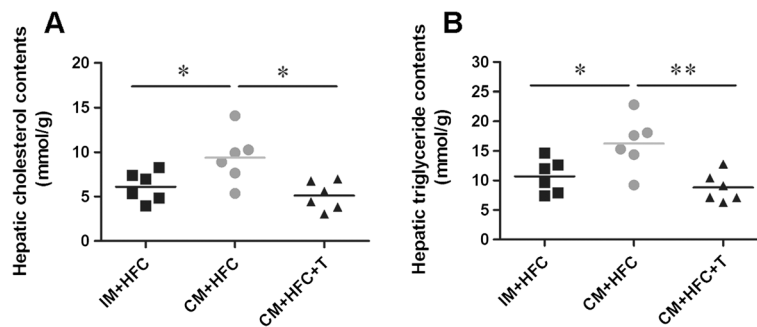 A
Hepatic cholesterol contents
(mmol/g)
20
15
10
5
0
*
*
IM+HFC
CM+HFC
CM+HFC+T
B
Hepatic triglyceride contents
(mmol/g)
30
25
20
15
10
5
0
*
**
IM+HFC
CM+HFC
CM+HFC+T